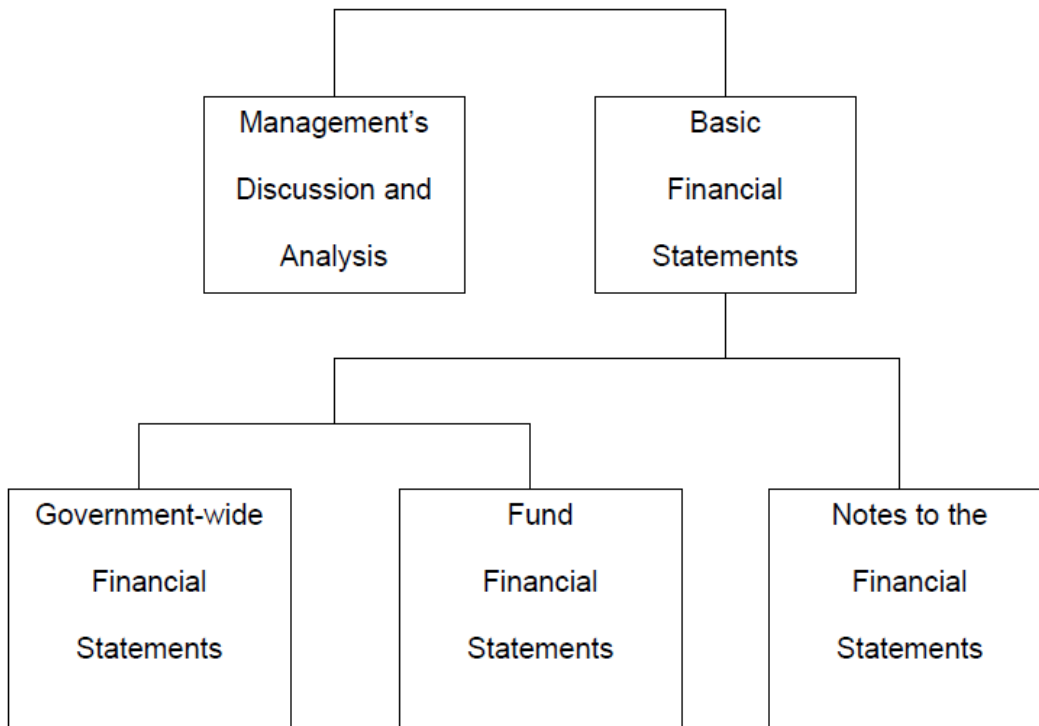 Management’s
Discussion and
Analysis
Basic
Financial
Statements
Government-wide
Financial
Statements
Fund
Financial
Statements
Notes to the
Financial
Statements